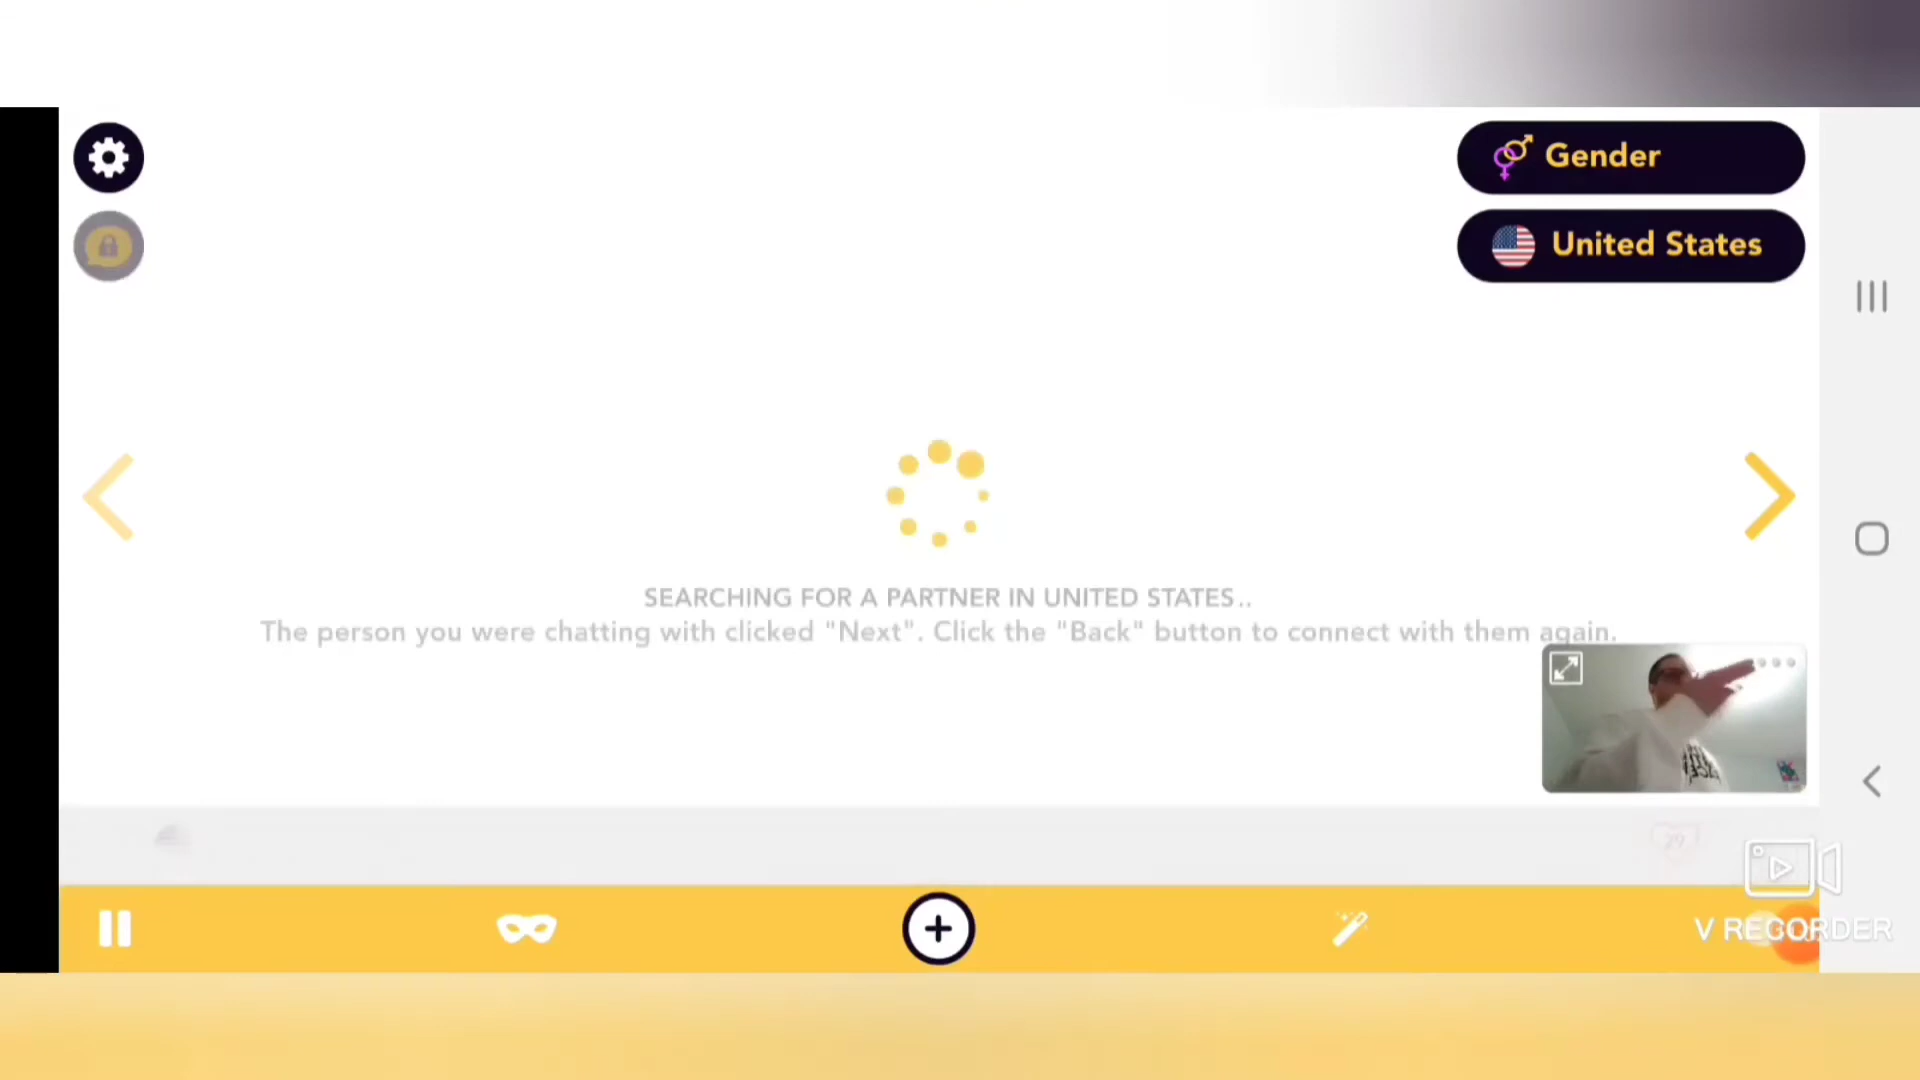 Gender
United States
SEARCHING FOR A PARTNER IN UNITED STATES..
The person you were chatting with clicked "Next". Click the "Back" button to connect with them again.
V RECORDER